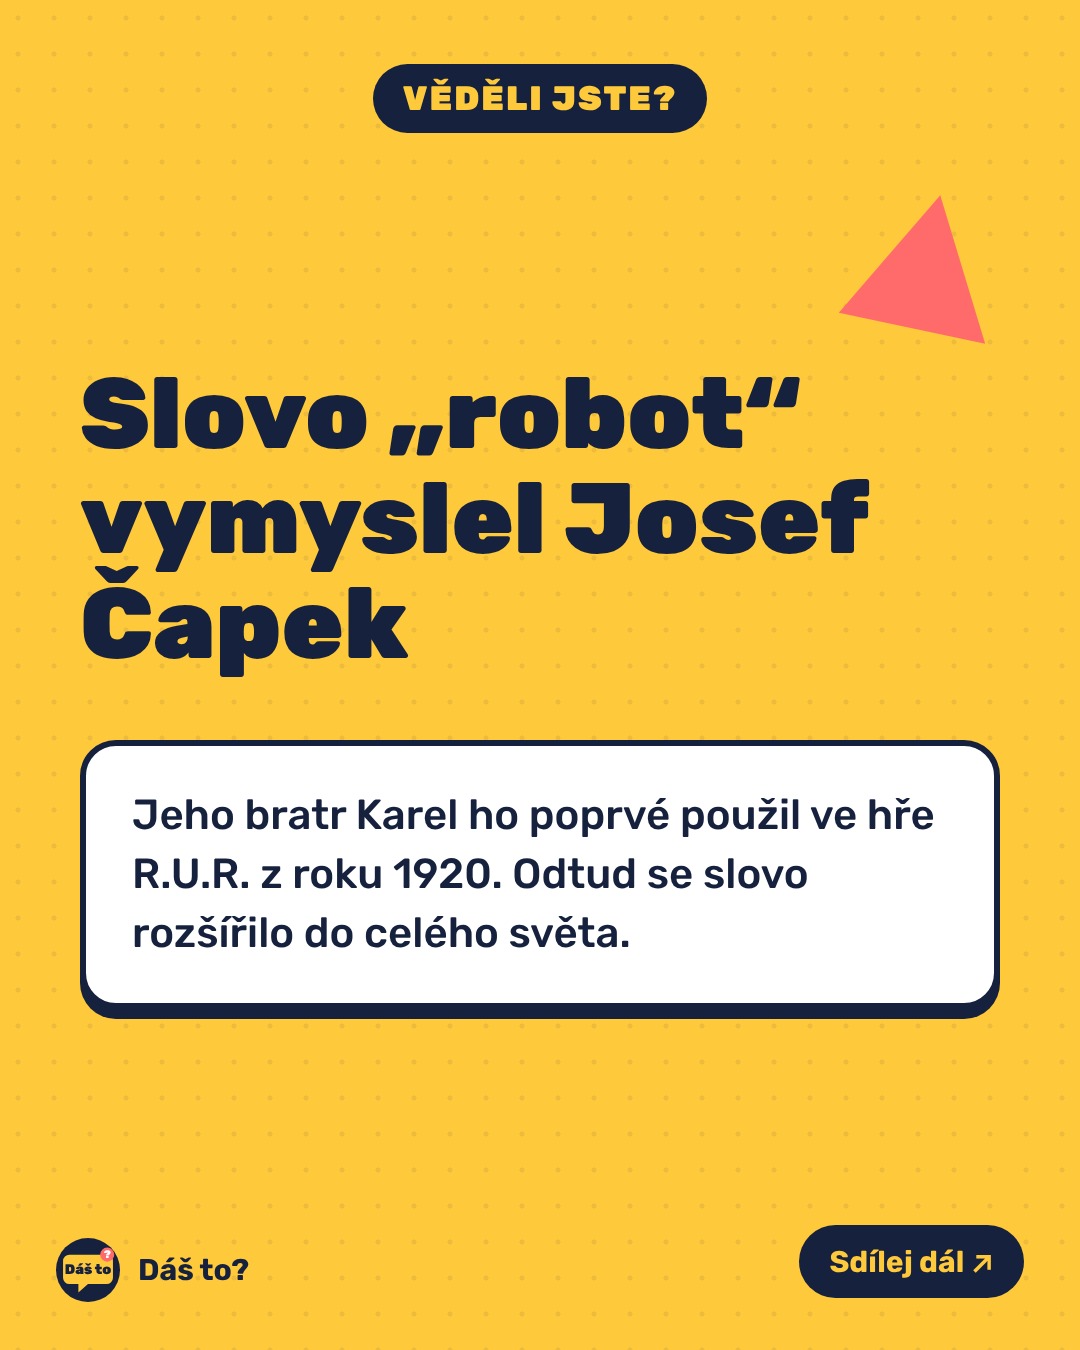 VĚDĚLI JSTE?
Slovo „robot“
vymyslel Josef
Čapek
Jeho bratr Karel ho poprvé použil ve hře
R.U.R. z roku 1920. Odtud se slovo
rozšířilo do celého světa.
Dáš to ?
Dáš to?
Sdílej dál ↗